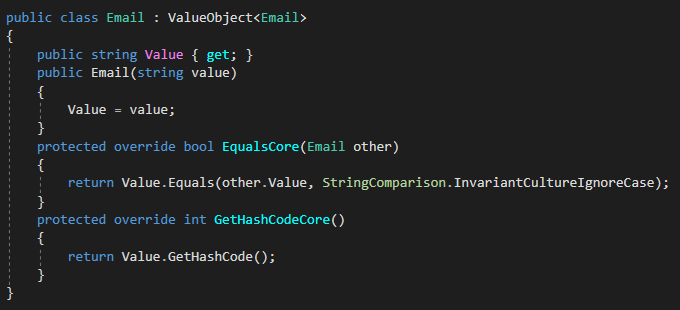 public class Email : ValueObject<Email>
{
    public string Value { get; }
    public Email(string value)
    {
        Value = value;
    }
    protected override bool EqualsCore(Email other)
    {
        return Value.Equals(other.Value, StringComparison.InvariantCultureIgnoreCase);
    }
    protected override int GetHashCodeCore()
    {
        return Value.GetHashCode();
    }
}